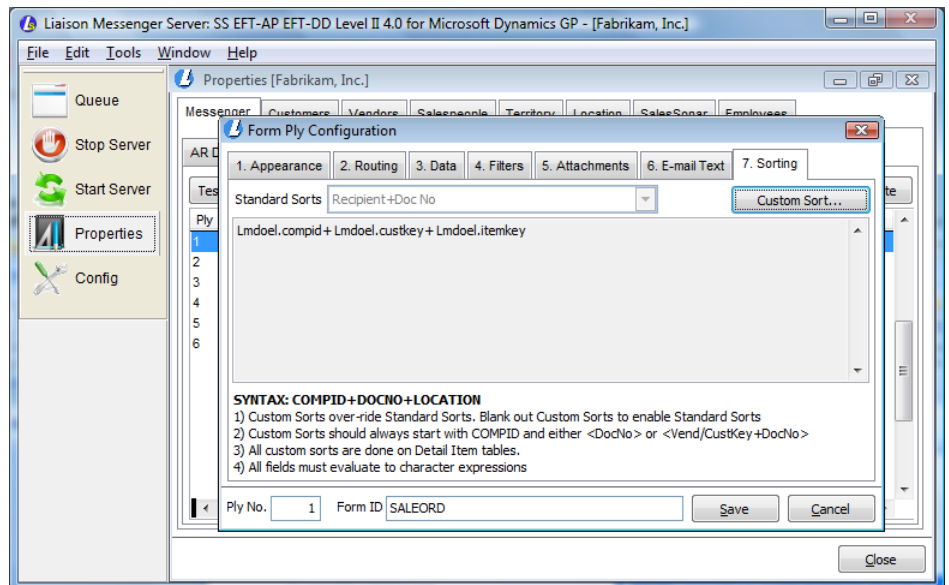 Liaison Messenger Server: SS EFT-AP EFT-DD Level II 4.0 for Microsoft Dynamics GP - [Fabrikam, Inc.]
File Edit Tools Window Help
Queue
Stop Server
Start Server
Properties
Config
Properties [Fabrikam, Inc.]
Messenger Customers Vendors Salespeople Territory Location SalesSonar Employees
AR D
Tes
te
Ply
1
2
3
4
5
6
Form Ply Configuration
1. Appearance 2. Routing 3. Data 4. Filters 5. Attachments 6. E-mail Text 7. Sorting
Standard Sorts Recipient+Doc No Custom Sort...
Lmdoel.compid+Lmdoel.custkey+Lmdoel.itemkey
SYNTAX: COMPID+DOCNO+LOCATION
1) Custom Sorts over-ride Standard Sorts. Blank out Custom Sorts to enable Standard Sorts
2) Custom Sorts should always start with COMPID and either <DocNo> or <Vend/CustKey+DocNo>
3) All custom sorts are done on Detail Item tables.
4) All fields must evaluate to character expressions
Ply No. 1 Form ID SALEORD Save Cancel
Close